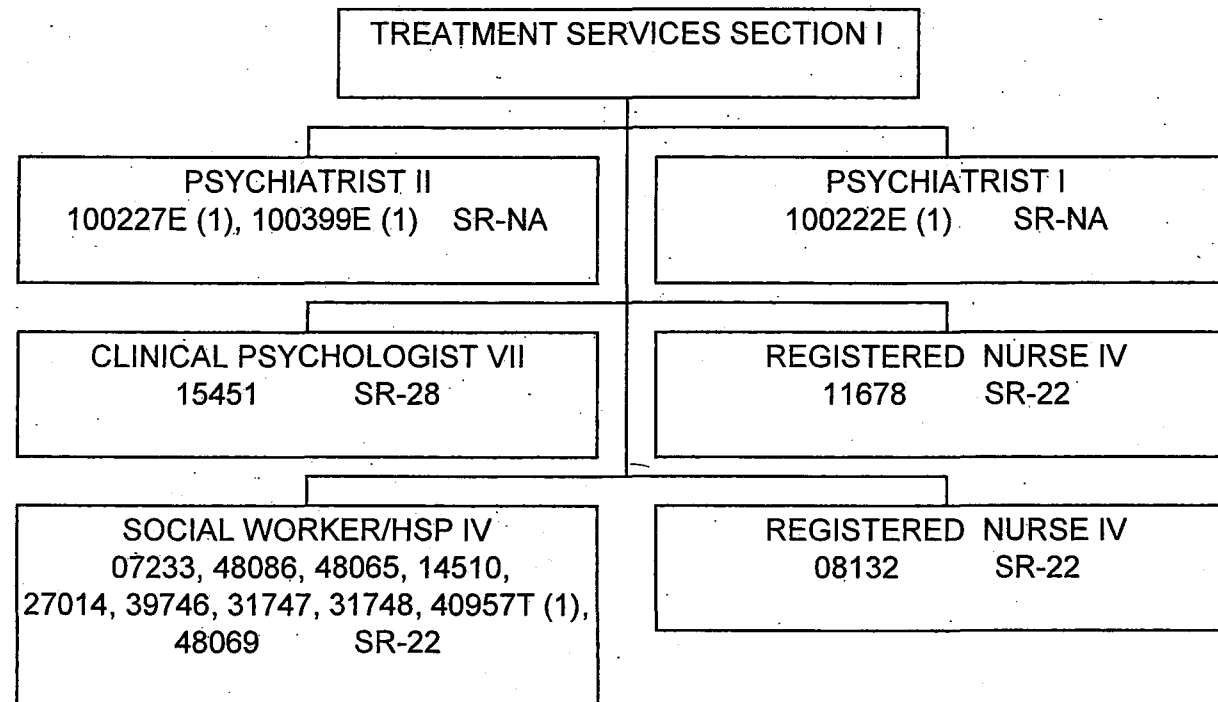 TREATMENT SERVICES SECTION I
PSYCHIATRIST II
100227E (1), 100399E (1) SR-NA
PSYCHIATRIST I
100222E (1) SR-NA
CLINICAL PSYCHOLOGIST VII
15451 SR-28
REGISTERED NURSE IV
11678 SR-22
SOCIAL WORKER/HSP IV
07233, 48086, 48065, 14510,
27014, 39746, 31747, 31748, 40957T (1),
48069 SR-22
REGISTERED NURSE IV
08132 SR-22